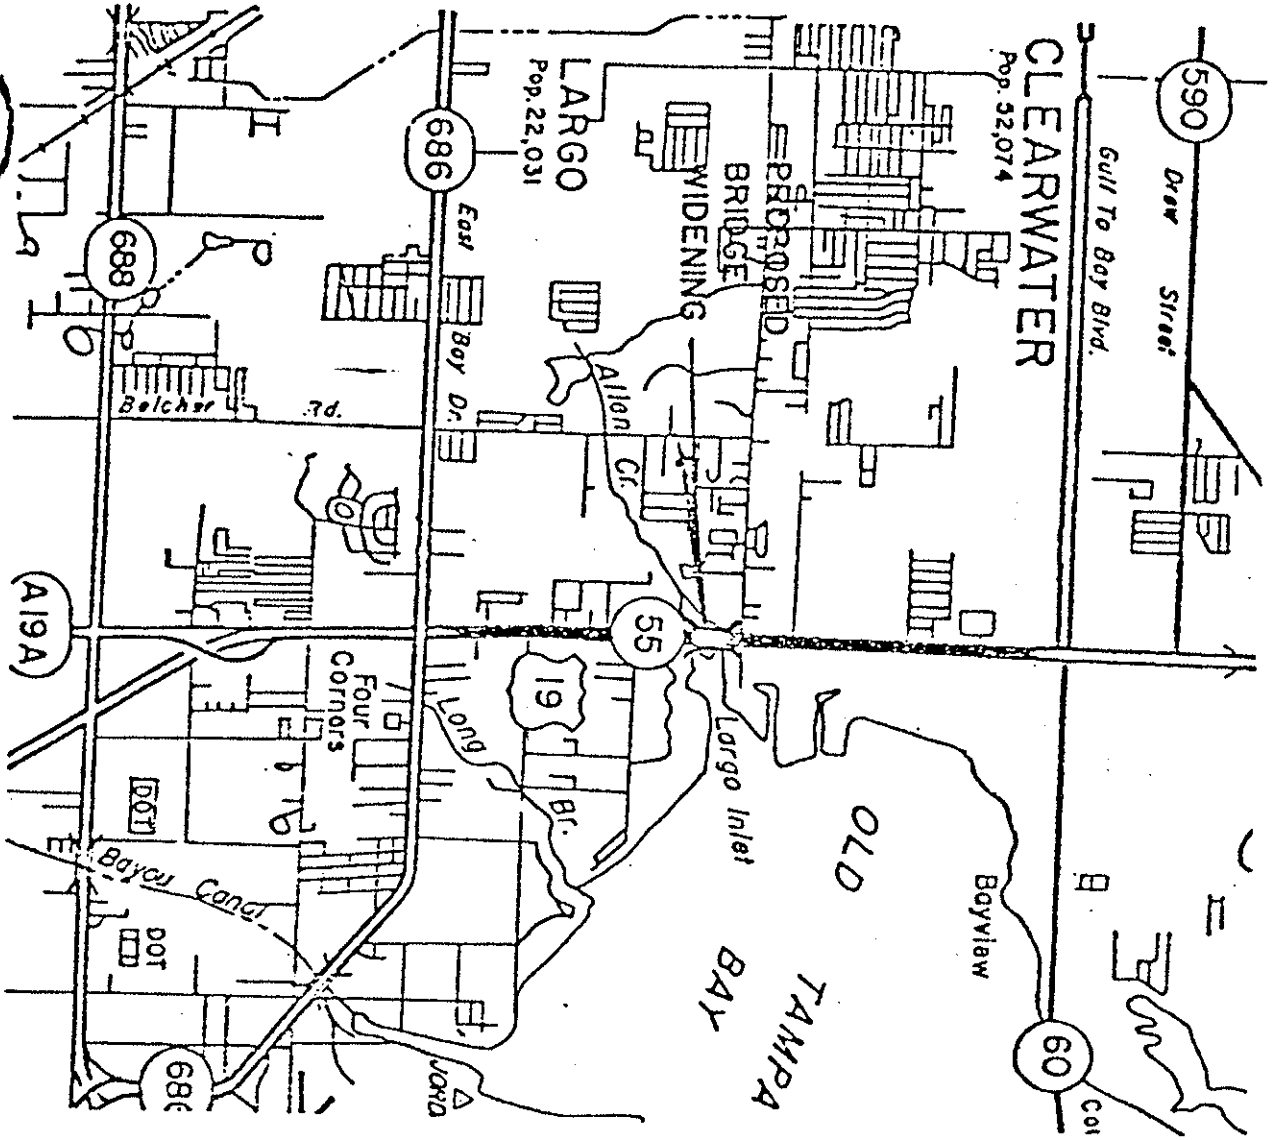 590
Drew Street
Gulf To Bay Blvd.
CLEARWATER
Pop. 52,074
PROPOSED
BRIDGE
WIDENING
LARGO
Pop. 22,031
686
East Bay Dr.
688
Belcher Rd.
Allen Cr.
55
19
A19A
Four
Corners
Long Br.
Largo Inlet
OLD
TAMPA
BAY
Bayview
60
DOT
DOT
Bayou Canal
686